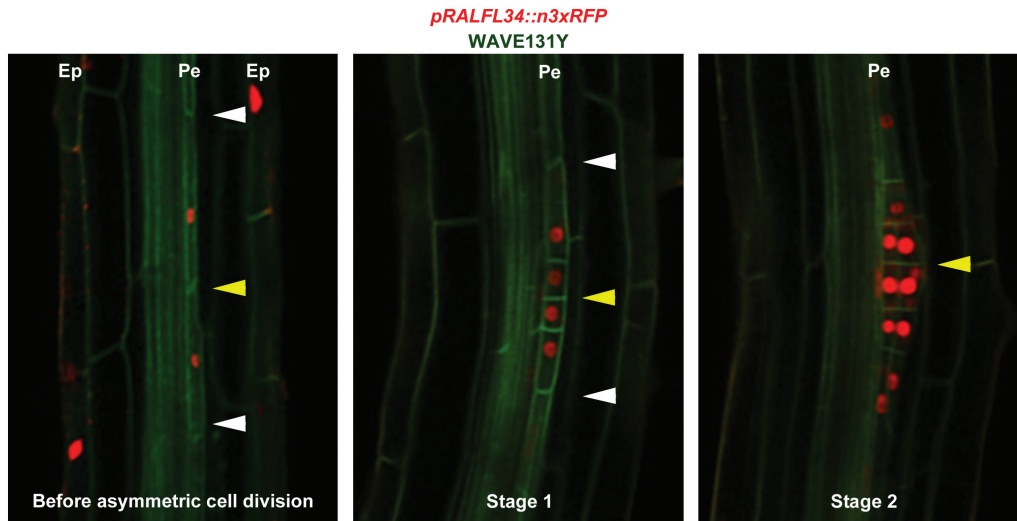 pRALFL34::n3xRFP
WAVE131Y
Ep Pe Ep
Pe
Pe
Before asymmetric cell division
Stage 1
Stage 2